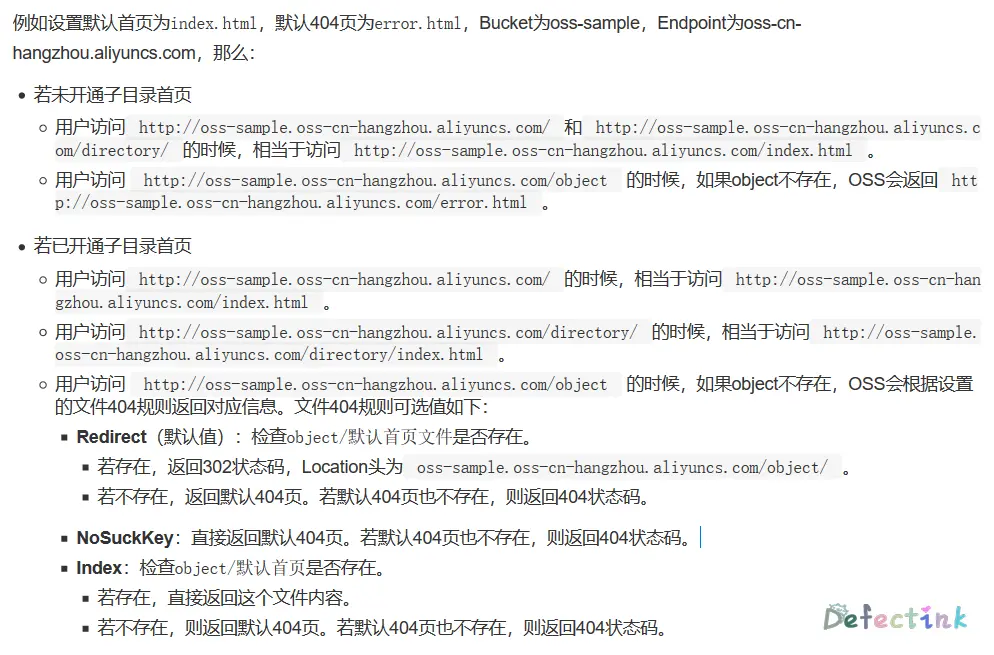 例如设置默认首页为index.html，默认404页为error.html，Bucket为oss-sample，Endpoint为oss-cn-
hangzhou.aliyuncs.com，那么：
• 若未开通子目录首页
○ 用户访问 http://oss-sample.oss-cn-hangzhou.aliyuncs.com/ 和 http://oss-sample.oss-cn-hangzhou.aliyuncs.c
om/directory/ 的时候，相当于访问 http://oss-sample.oss-cn-hangzhou.aliyuncs.com/index.html 。
○ 用户访问 http://oss-sample.oss-cn-hangzhou.aliyuncs.com/object 的时候，如果object不存在，OSS会返回 htt
p://oss-sample.oss-cn-hangzhou.aliyuncs.com/error.html 。
• 若已开通子目录首页
○ 用户访问 http://oss-sample.oss-cn-hangzhou.aliyuncs.com/ 的时候，相当于访问 http://oss-sample.oss-cn-han
gzhou.aliyuncs.com/index.html 。
○ 用户访问 http://oss-sample.oss-cn-hangzhou.aliyuncs.com/directory/ 的时候，相当于访问 http://oss-sample.
oss-cn-hangzhou.aliyuncs.com/directory/index.html 。
○ 用户访问 http://oss-sample.oss-cn-hangzhou.aliyuncs.com/object 的时候，如果object不存在，OSS会根据设置
的文件404规则返回对应信息。文件404规则可选值如下：
▪ Redirect（默认值）：检查object/默认首页文件是否存在。
▪ 若存在，返回302状态码，Location头为 oss-sample.oss-cn-hangzhou.aliyuncs.com/object/ 。
▪ 若不存在，返回默认404页。若默认404页也不存在，则返回404状态码。
▪ NoSuckKey：直接返回默认404页。若默认404页也不存在，则返回404状态码。
▪ Index：检查object/默认首页是否存在。
▪ 若存在，直接返回这个文件内容。
▪ 若不存在，则返回默认404页。若默认404页也不存在，则返回404状态码。
Defectink